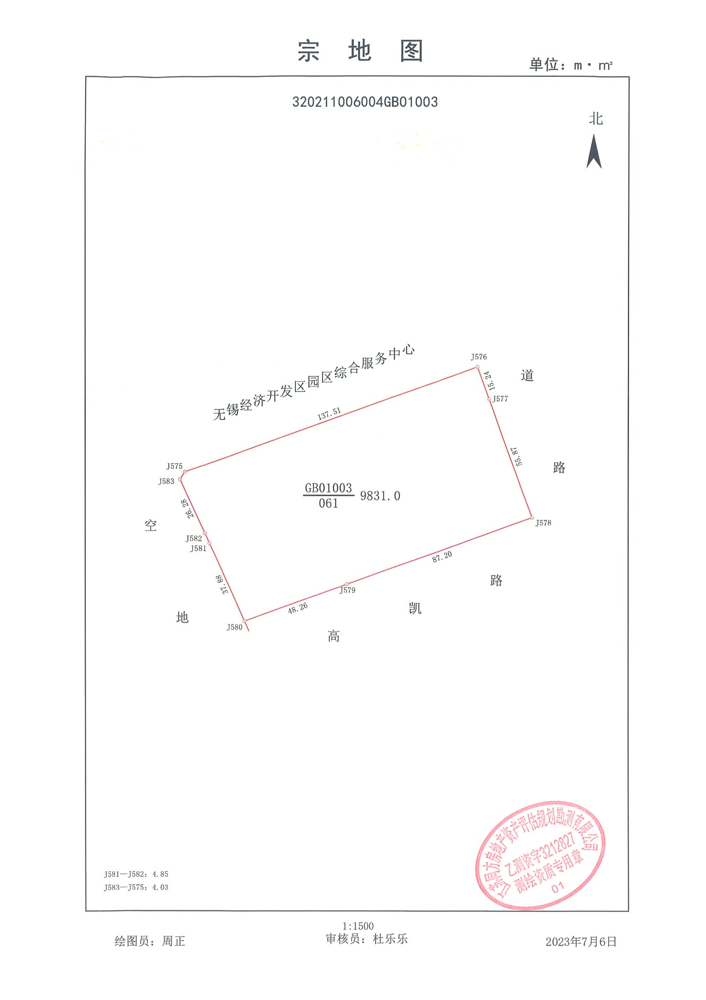 宗 地 图
单位：m·㎡
320211006004GB01003
北
无锡经济开发区园区综合服务中心
J576
15.24
道
J577
137.51
55.87
路
J575
J583
GB01003
061
9831.0
26.28
空
J578
J582
J581
87.20
37.88
路
J579
48.26
凯
地
J580
高
江苏同方房地产资产评估规划勘测有限公司
乙测资字3212827
测绘资质专用章
01
J581—J582：4.85
J583—J575：4.03
1:1500
绘图员：周正
审核员：杜乐乐
2023年7月6日